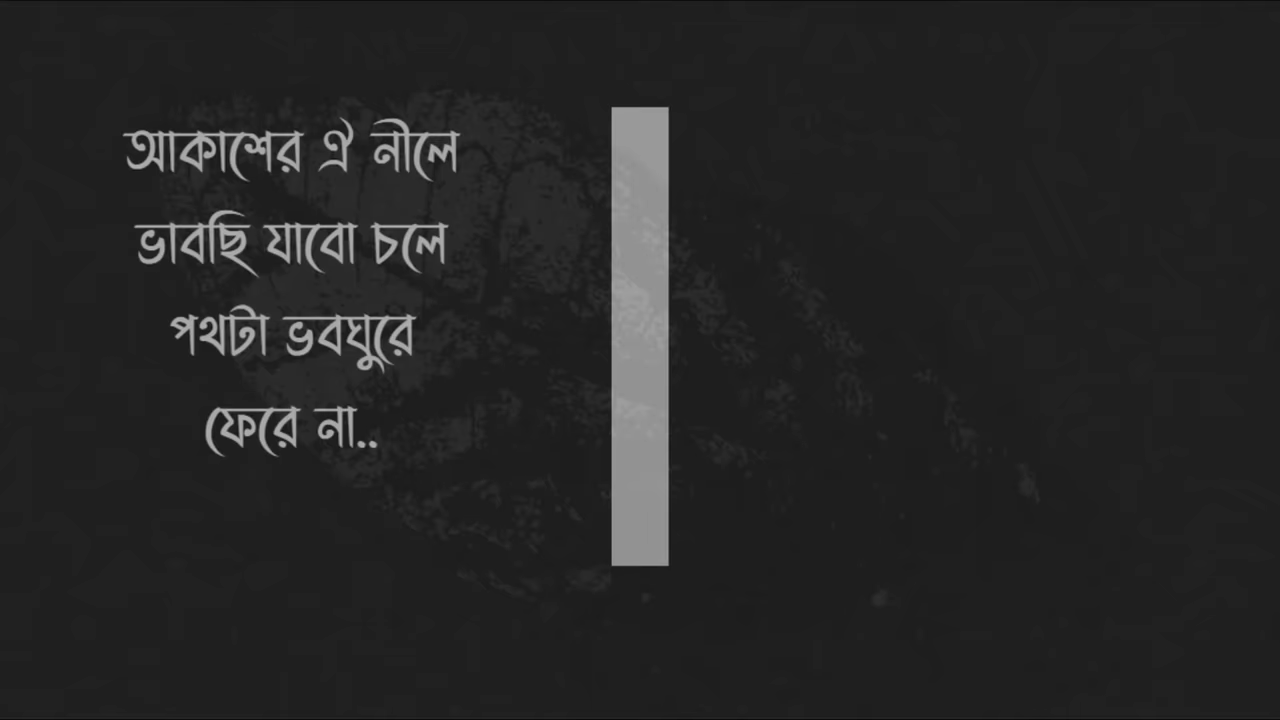 আকাশের ঐ নীলে
ভাবছি যাবো চলে
পথটা ভবঘুরে
ফেরে না..